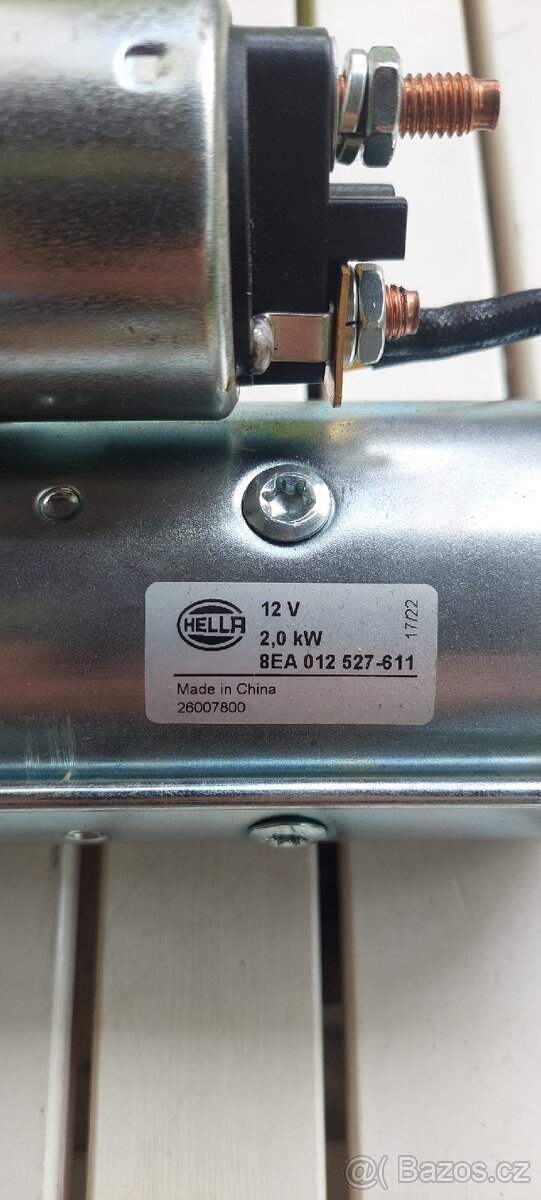 HELLA
12 V
2,0 kW
8EA 012 527-611
17/22
Made in China
26007800
© Bazos.cz